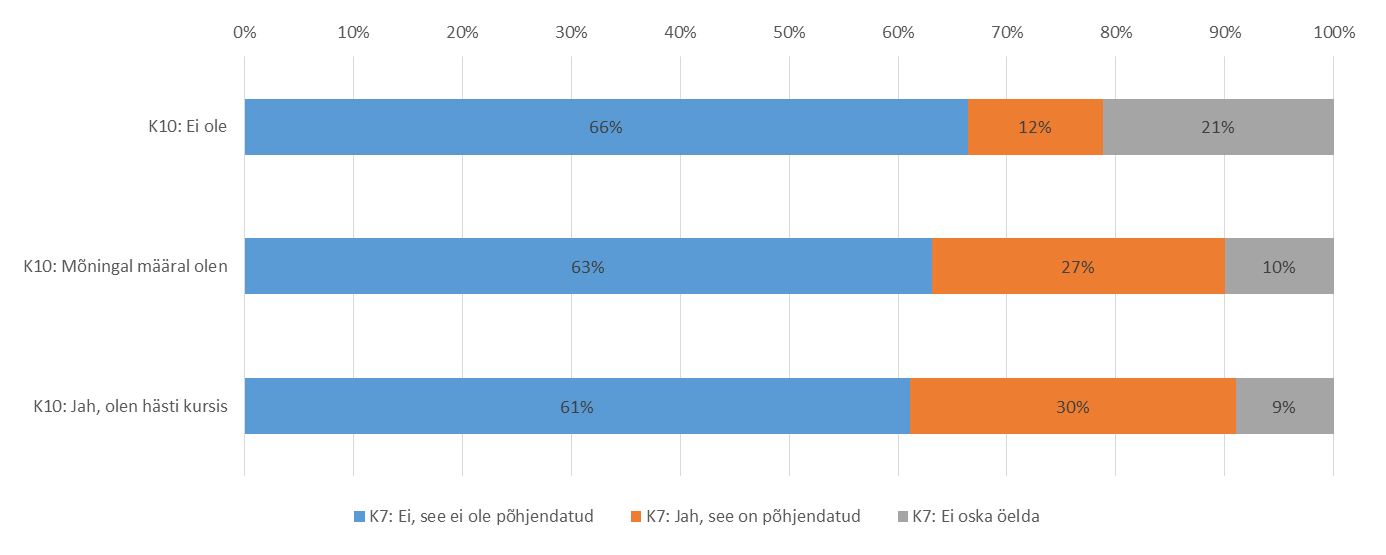 0% 10% 20% 30% 40% 50% 60% 70% 80% 90% 100%
K10: Ei ole 66% 12% 21%
K10: Mõningal määral olen 63% 27% 10%
K10: Jah, olen hästi kursis 61% 30% 9%
K7: Ei, see ei ole põhjendatud K7: Jah, see on põhjendatud K7: Ei oska öelda